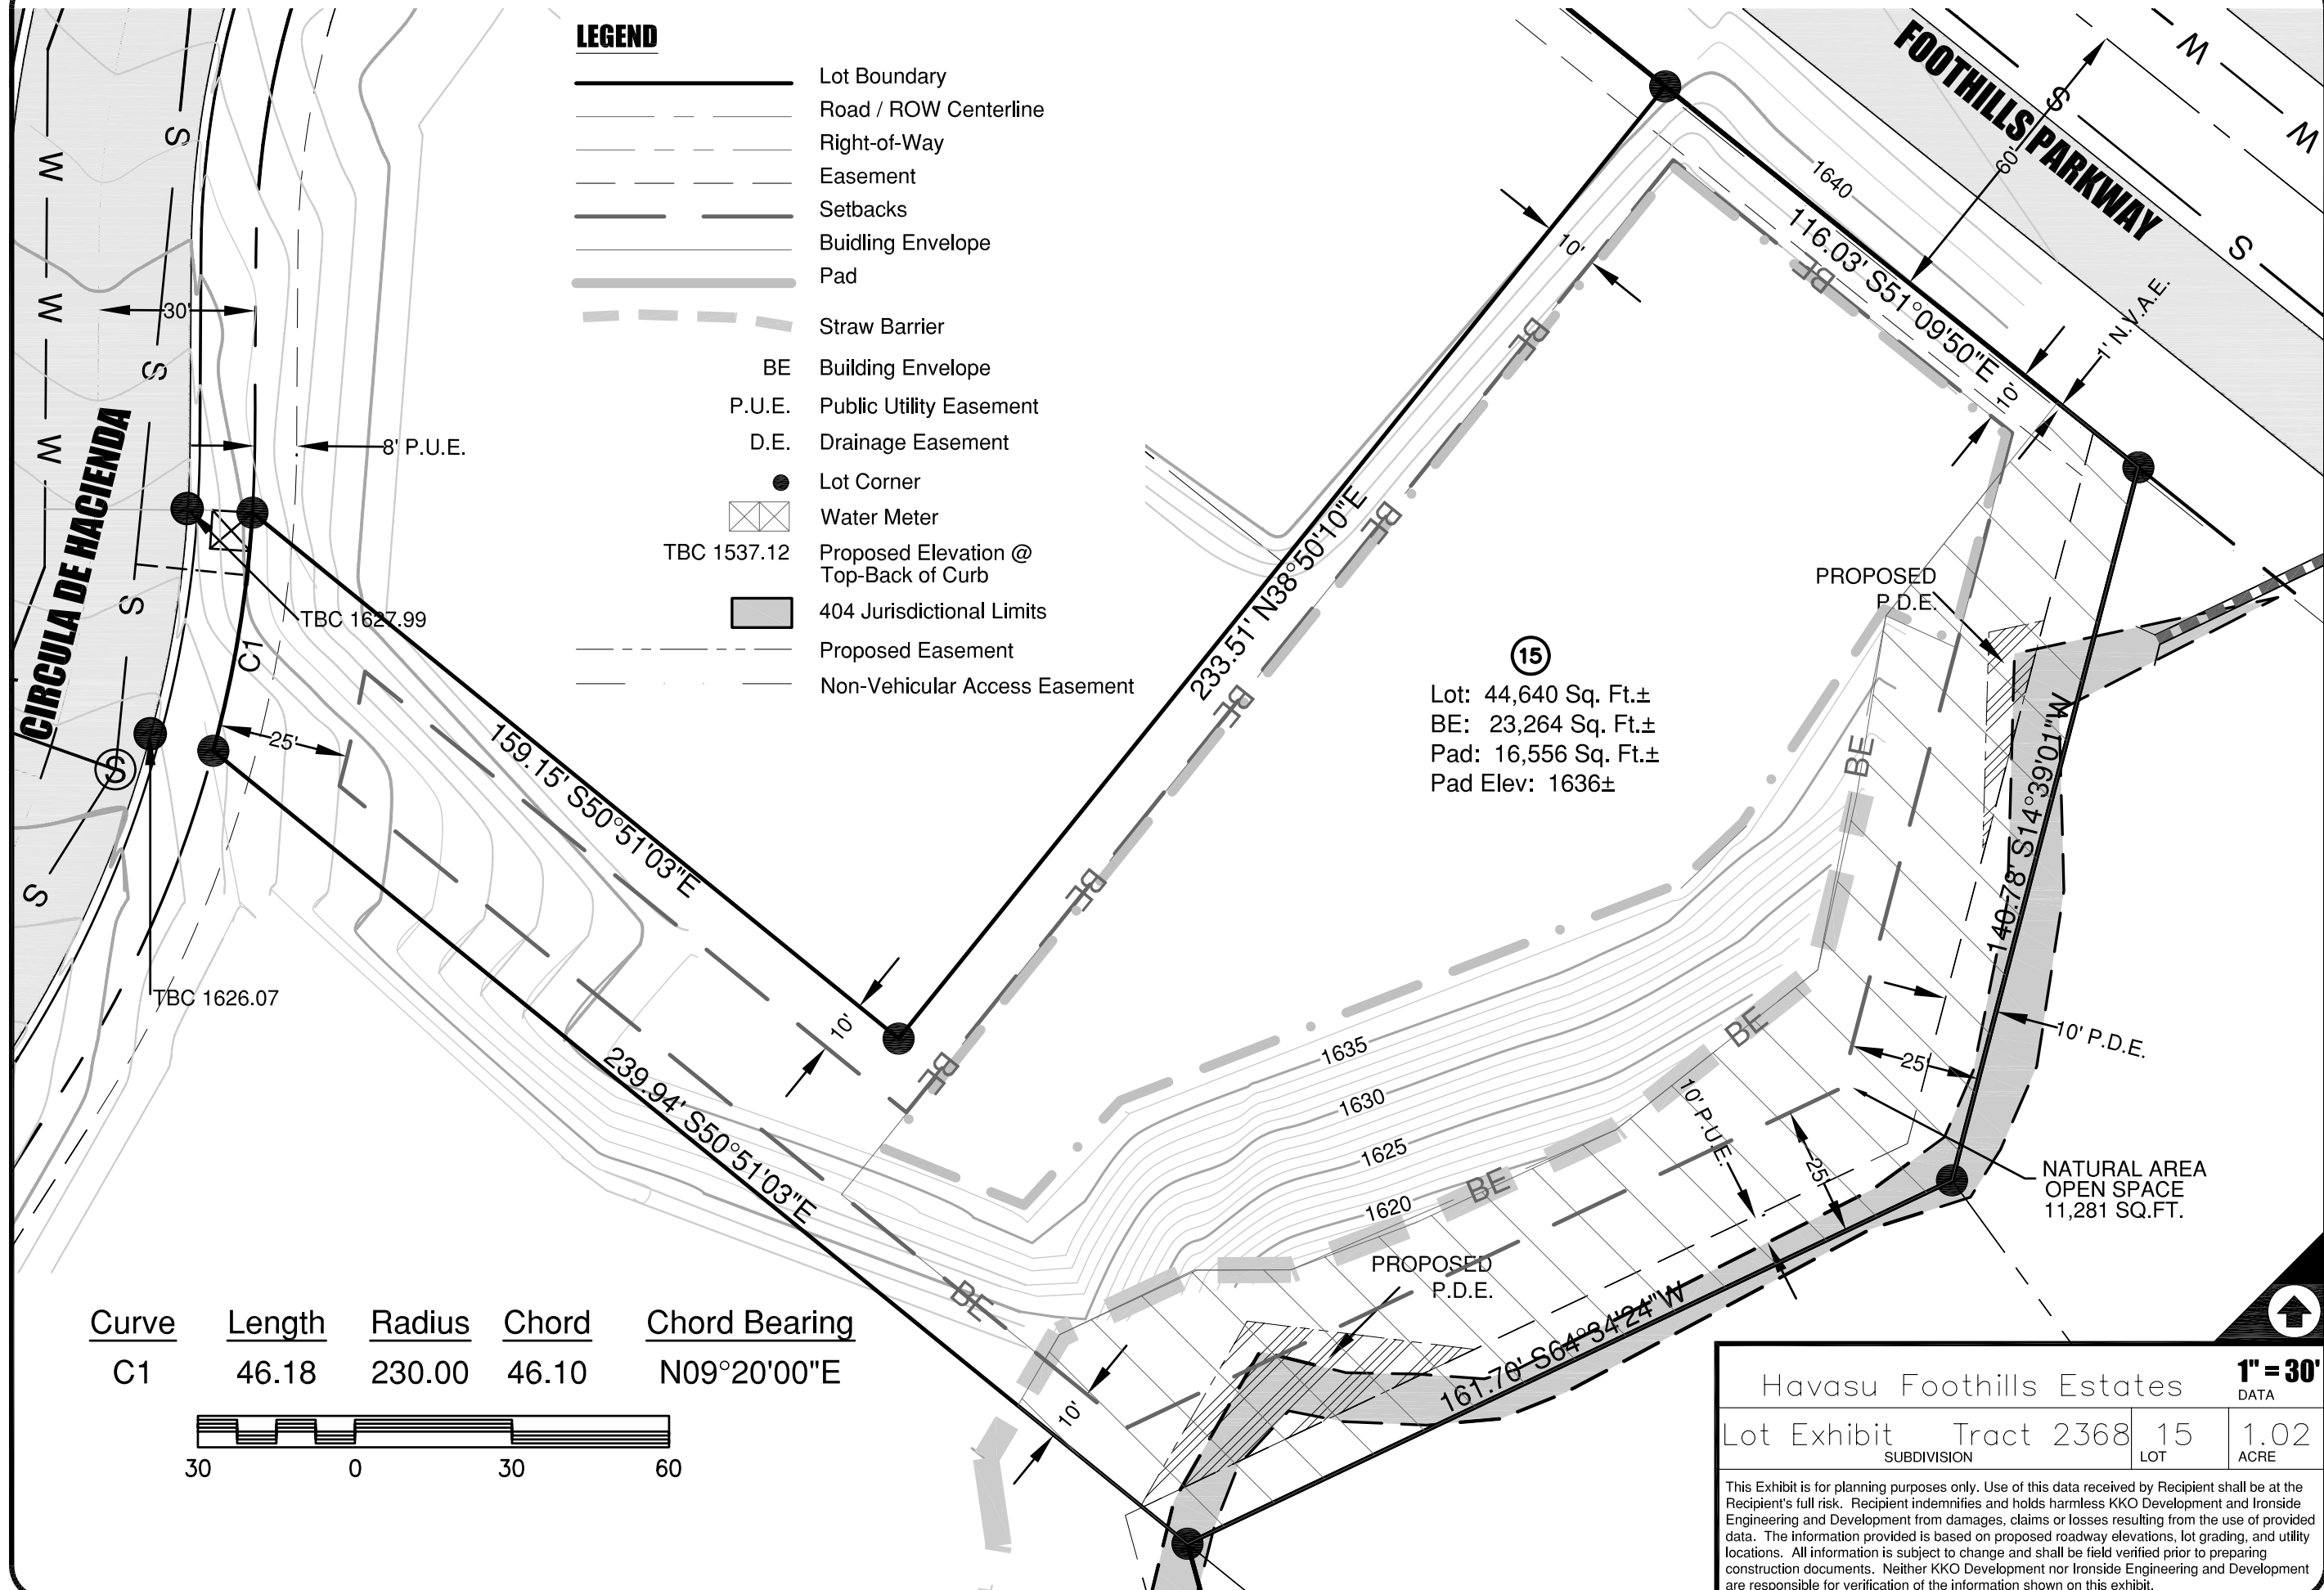 LEGEND
Lot Boundary
Road / ROW Centerline
Right-of-Way
Easement
Setbacks
Buidling Envelope
Pad
Straw Barrier
BE Building Envelope
P.U.E. Public Utility Easement
D.E. Drainage Easement
Lot Corner
Water Meter
TBC 1537.12 Proposed Elevation @
Top-Back of Curb
404 Jurisdictional Limits
Proposed Easement
Non-Vehicular Access Easement
FOOTHILLS PARKWAY
W
W
S
S
60'
1640
116.03' S51°09'50"E
1' N.V.A.E.
10'
10'
BE
BE
BE
BE
BE
BE
233.51' N38°50'10"E
W
W
W
S
S
S
S
S
30'
8' P.U.E.
CIRCULA DE HACIENDA
TBC 1627.99
C1
25'
159.15' S50°51'03"E
10'
TBC 1626.07
239.94' S50°51'03"E
15
Lot: 44,640 Sq. Ft.±
BE: 23,264 Sq. Ft.±
Pad: 16,556 Sq. Ft.±
Pad Elev: 1636±
PROPOSED
P.D.E.
BE
140.78' S14°39'01"W
10' P.D.E.
25'
BE
10' P.U.E.
25'
1635
1630
1625
1620
BE
BE
NATURAL AREA
OPEN SPACE
11,281 SQ.FT.
PROPOSED
P.D.E.
161.70' S64°34'24"W
10'
Curve Length Radius Chord Chord Bearing
C1 46.18 230.00 46.10 N09°20'00"E
30 0 30 60
Havasu Foothills Estates 1" = 30'
DATA
Lot Exhibit Tract 2368 15 1.02
SUBDIVISION LOT ACRE
This Exhibit is for planning purposes only. Use of this data received by Recipient shall be at the
Recipient's full risk. Recipient indemnifies and holds harmless KKO Development and Ironside
Engineering and Development from damages, claims or losses resulting from the use of provided
data. The information provided is based on proposed roadway elevations, lot grading, and utility
locations. All information is subject to change and shall be field verified prior to preparing
construction documents. Neither KKO Development nor Ironside Engineering and Development
are responsible for verification of the information shown on this exhibit.